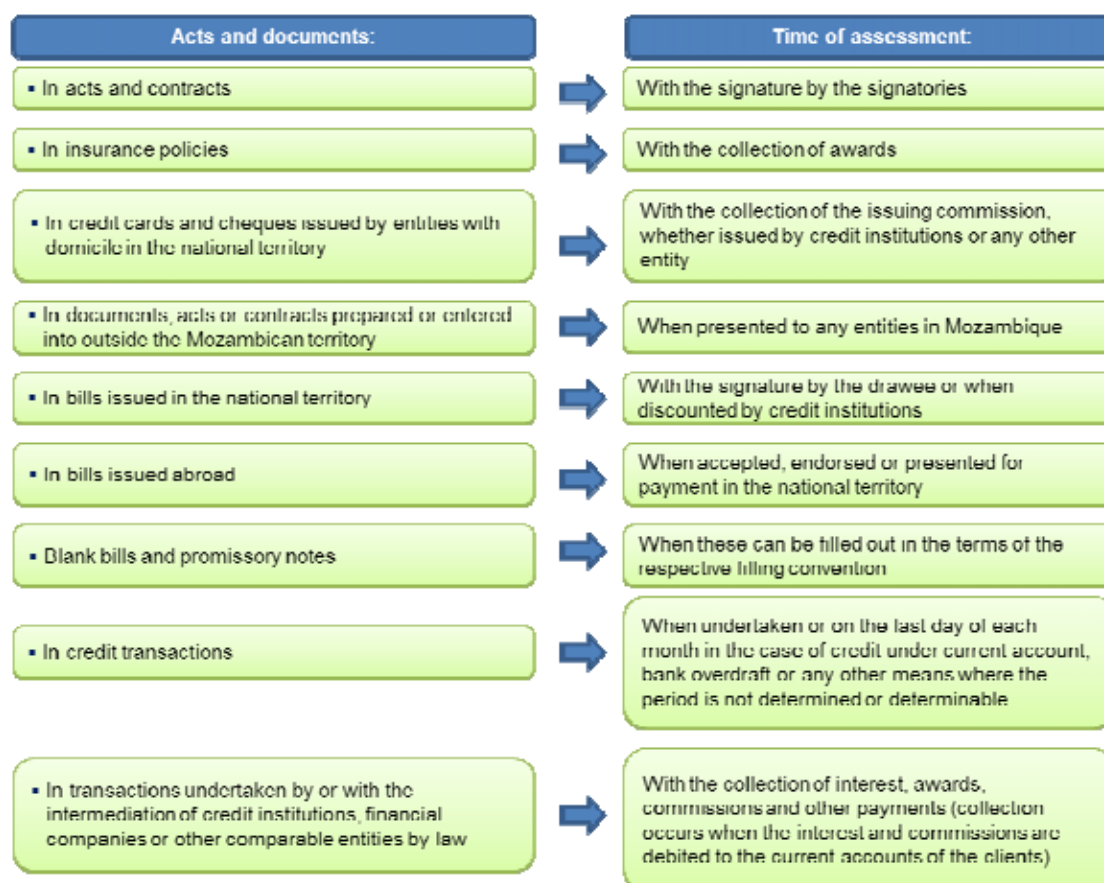 Acts and documents:
Time of assessment:
▪ In acts and contracts
With the signature by the signatories
▪ In insurance policies
With the collection of awards
▪ In credit cards and cheques issued by entities with
domicile in the national territory
With the collection of the issuing commission,
whether issued by credit institutions or any other
entity
▪ In documents, acts or contracts prepared or entered
into outside the Mozambican territory
When presented to any entities in Mozambique
▪ In bills issued in the national territory
With the signature by the drawee or when
discounted by credit institutions
▪ In bills issued abroad
When accepted, endorsed or presented for
payment in the national territory
▪ Blank bills and promissory notes
When these can be filled out in the terms of the
respective filling convention
▪ In credit transactions
When undertaken or on the last day of each
month in the case of credit under current account,
bank overdraft or any other means where the
period is not determined or determinable
▪ In transactions undertaken by or with the
intermediation of credit institutions, financial
companies or other comparable entities by law
With the collection of interest, awards,
commissions and other payments (collection
occurs when the interest and commissions are
debited to the current accounts of the clients)